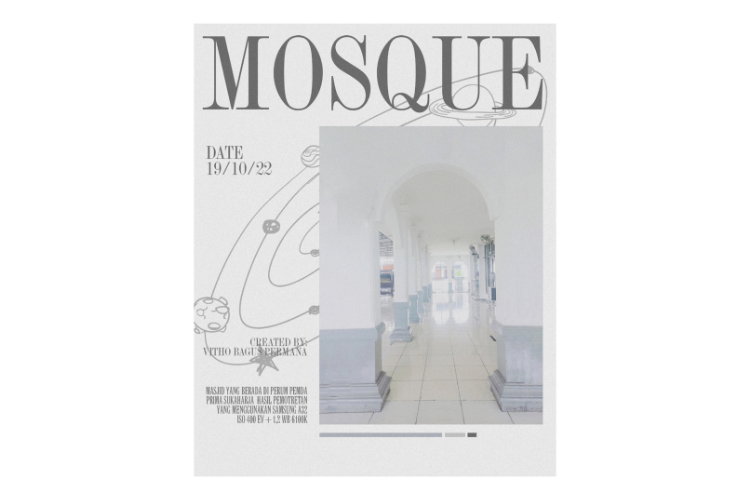 MOSQUE
DATE
19/10/22
CREATED BY:
VITHO BAGUS PERMANA
MASJID YANG BERADA DI PERUM PEMDA
PRIMA SUKAHARJA HASIL PEMOTRETAN
YANG MENGGUNAKAN SAMSUNG A32
ISO 400 EV + 1,2 WB 6100K